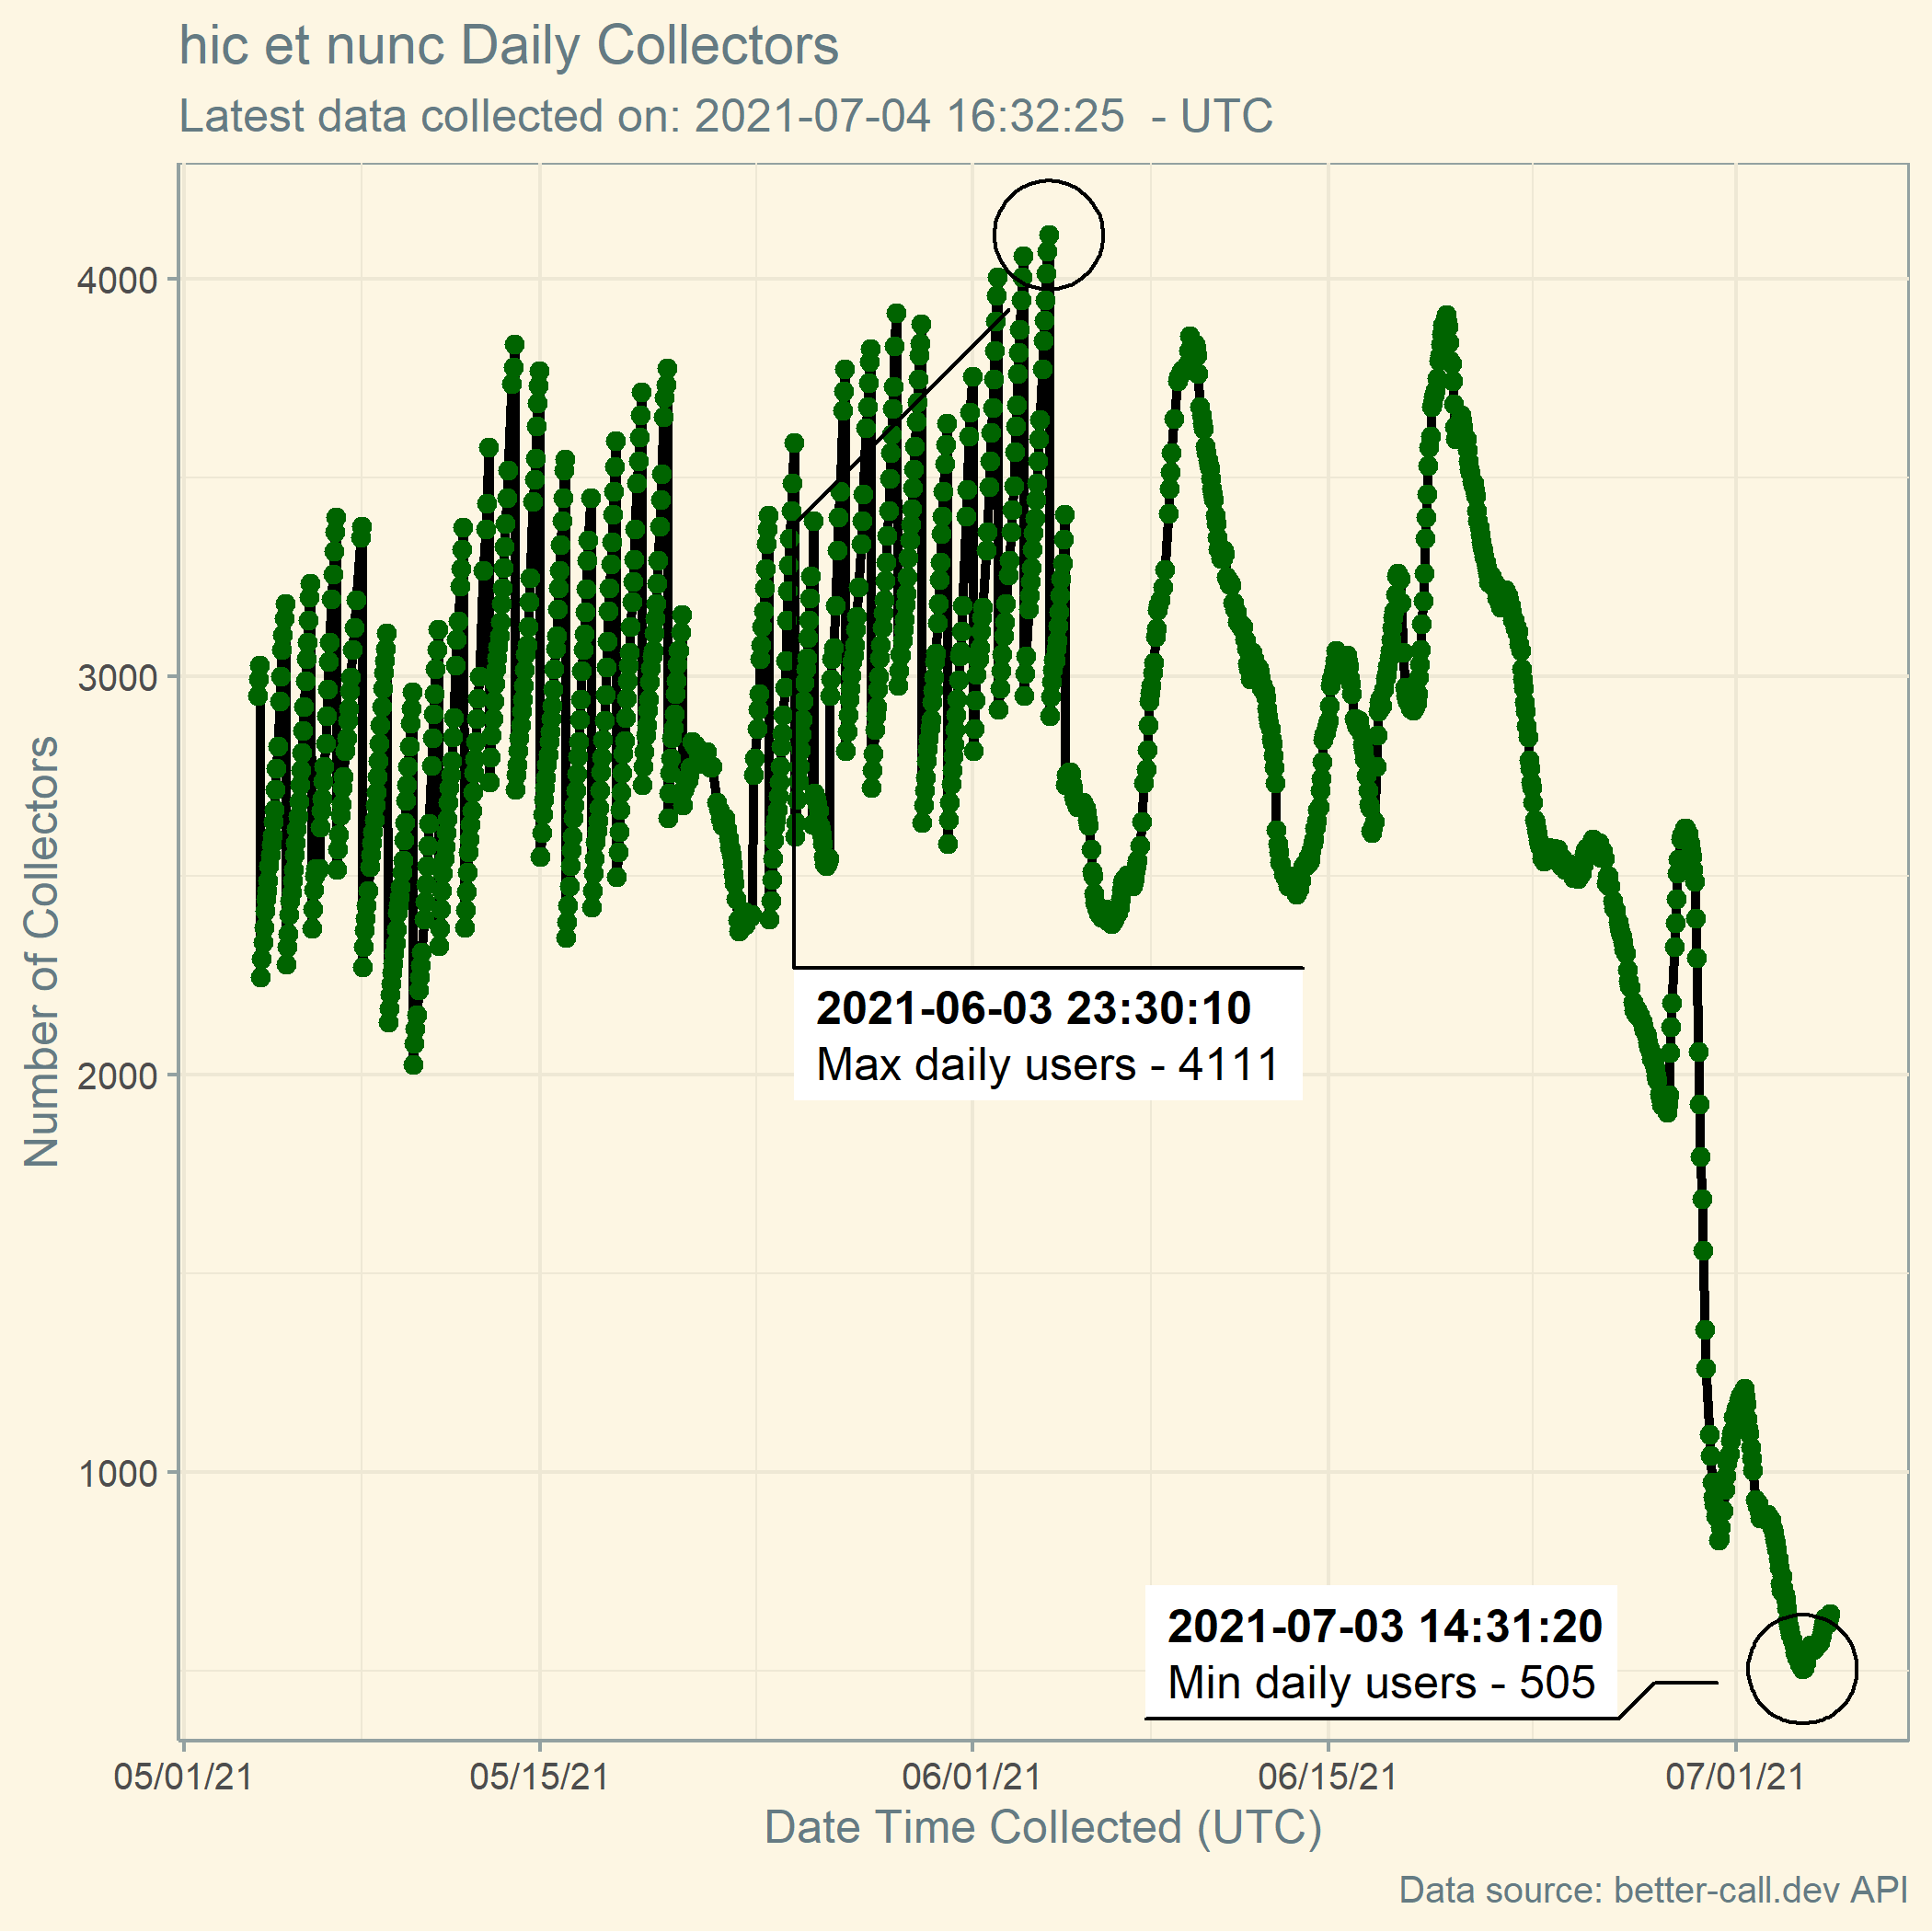 hic et nunc Daily Collectors
Latest data collected on: 2021-07-04 16:32:25  - UTC
Number of Collectors
4000
3000
2000
1000
2021-06-03 23:30:10
Max daily users - 4111
2021-07-03 14:31:20
Min daily users - 505
05/01/21 05/15/21 06/01/21 06/15/21 07/01/21
Date Time Collected (UTC)
Data source: better-call.dev API